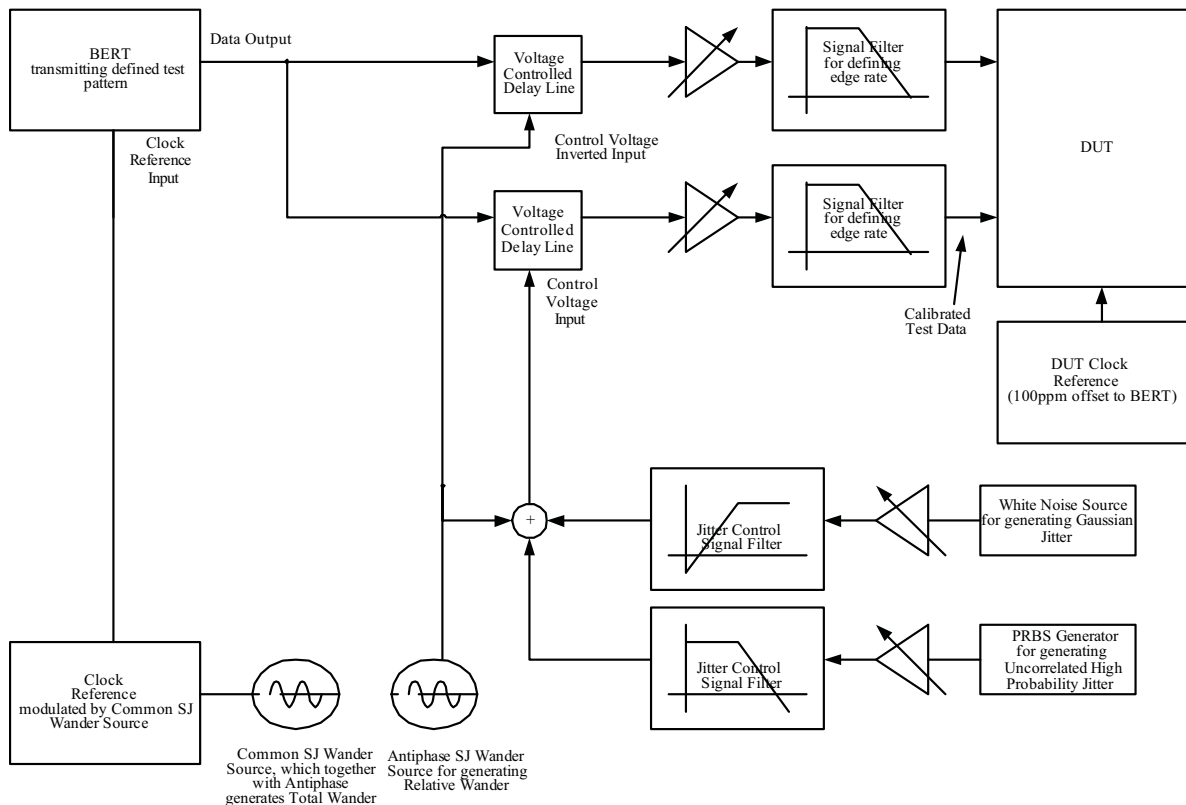 BERT
transmitting defined test
pattern
Data Output
Voltage
Controlled
Delay Line
Signal Filter
for defining
edge rate
DUT
Clock
Reference
Input
Control Voltage
Inverted Input
Voltage
Controlled
Delay Line
Signal Filter
for defining
edge rate
Control
Voltage
Input
Calibrated
Test Data
DUT Clock
Reference
(100ppm offset to BERT)
+
Jitter Control
Signal Filter
White Noise Source
for generating Gaussian
Jitter
Jitter Control
Signal Filter
PRBS Generator
for generating
Uncorrelated High
Probability Jitter
Clock
Reference
modulated by Common SJ
Wander Source
Common SJ Wander
Source, which together
with Antiphase
generates Total Wander
Antiphase SJ Wander
Source for generating
Relative Wander